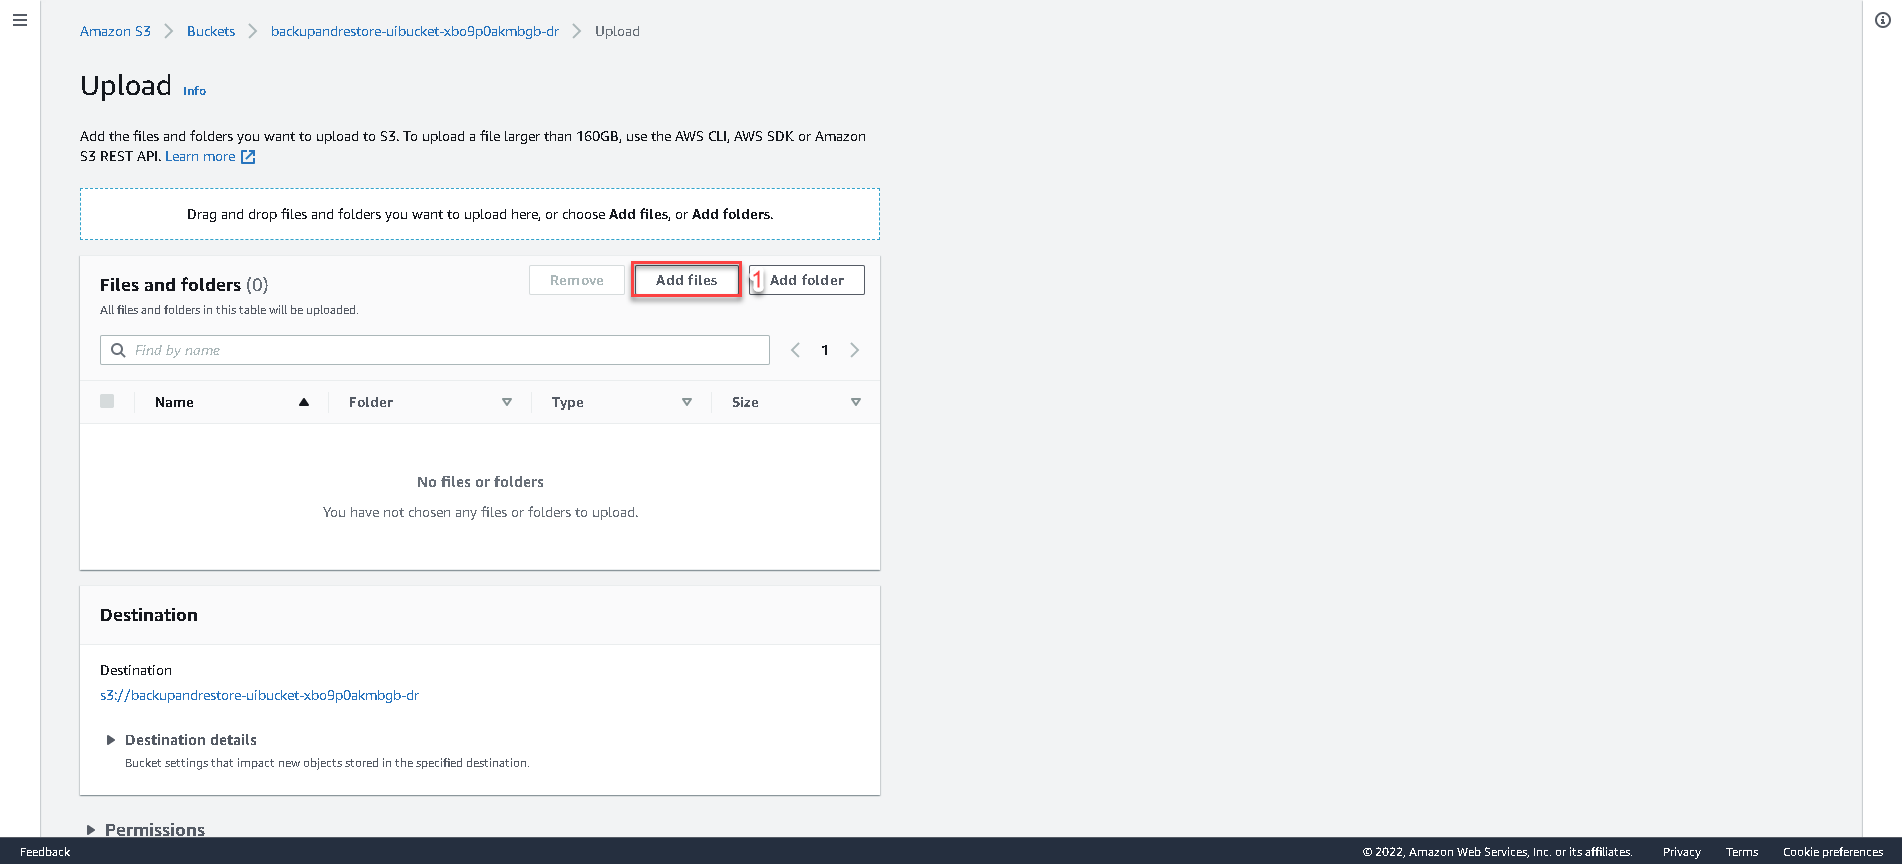 Amazon S3 Buckets backupandrestore-uibucket-xbo9p0akmbgb-dr Upload
Upload Info
Add the files and folders you want to upload to S3. To upload a file larger than 160GB, use the AWS CLI, AWS SDK or Amazon
S3 REST API. Learn more
Drag and drop files and folders you want to upload here, or choose Add files, or Add folders.
Files and folders (0)
Remove Add files 1 Add folder
All files and folders in this table will be uploaded.
Find by name 1
Name Folder Type Size
No files or folders
You have not chosen any files or folders to upload.
Destination
Destination
s3://backupandrestore-uibucket-xbo9p0akmbgb-dr
Destination details
Bucket settings that impact new objects stored in the specified destination.
Permissions
Feedback © 2022, Amazon Web Services, Inc. or its affiliates. Privacy Terms Cookie preferences